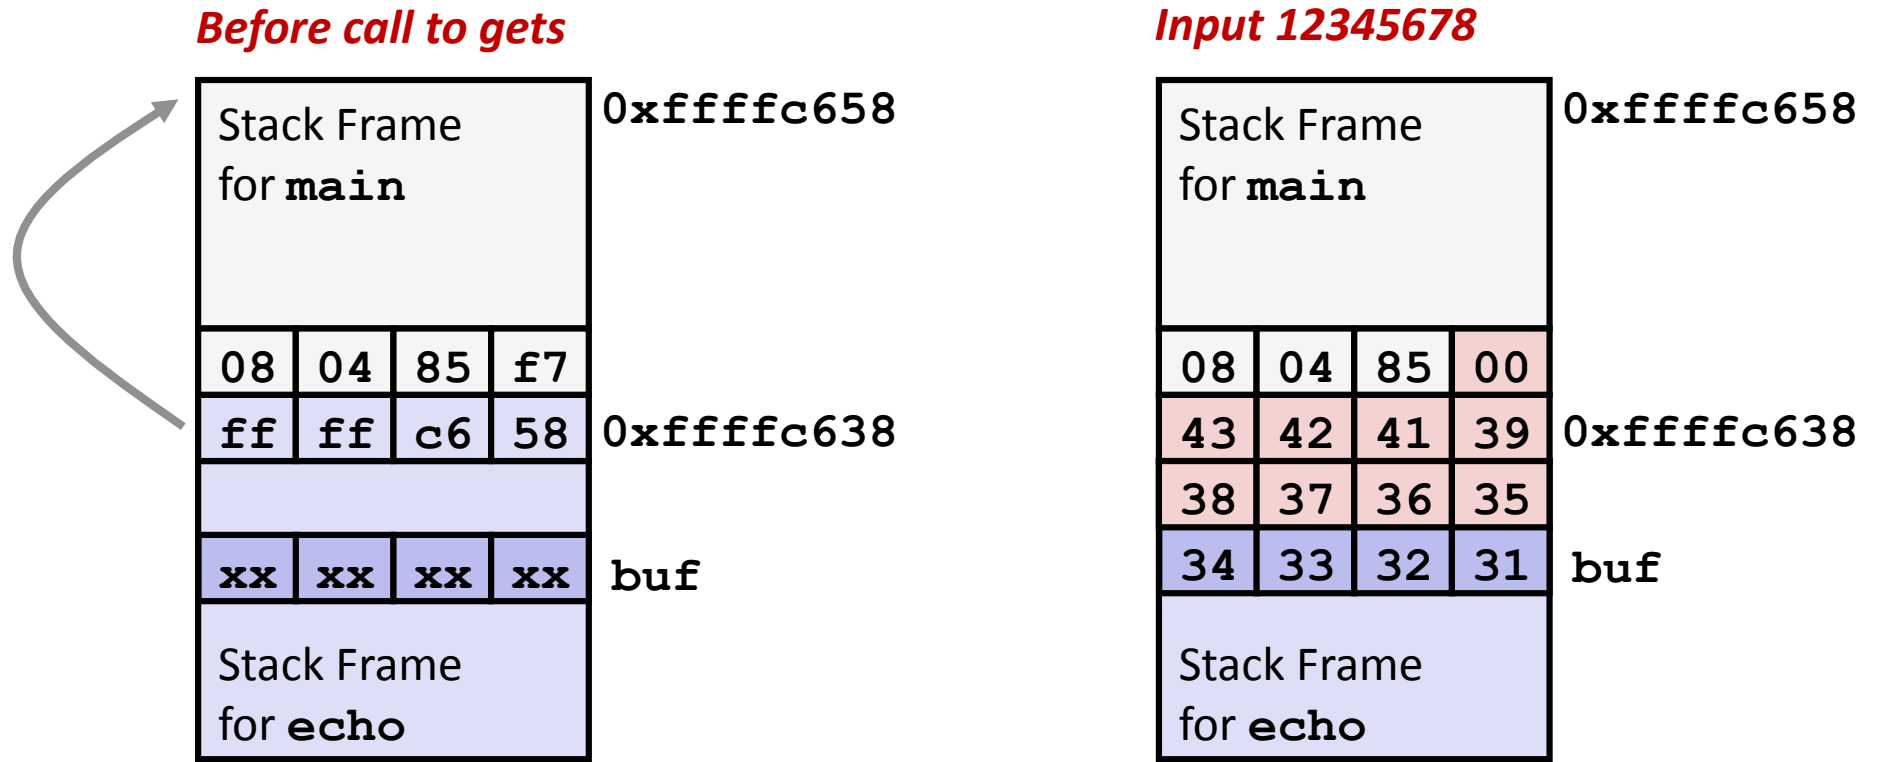 Before call to gets
Stack Frame
for main
0xffffc658
08 04 85 f7
ff ff c6 58
0xffffc638
xx xx xx xx
buf
Stack Frame
for echo
Input 12345678
Stack Frame
for main
0xffffc658
08 04 85 00
43 42 41 39
0xffffc638
38 37 36 35
34 33 32 31
buf
Stack Frame
for echo